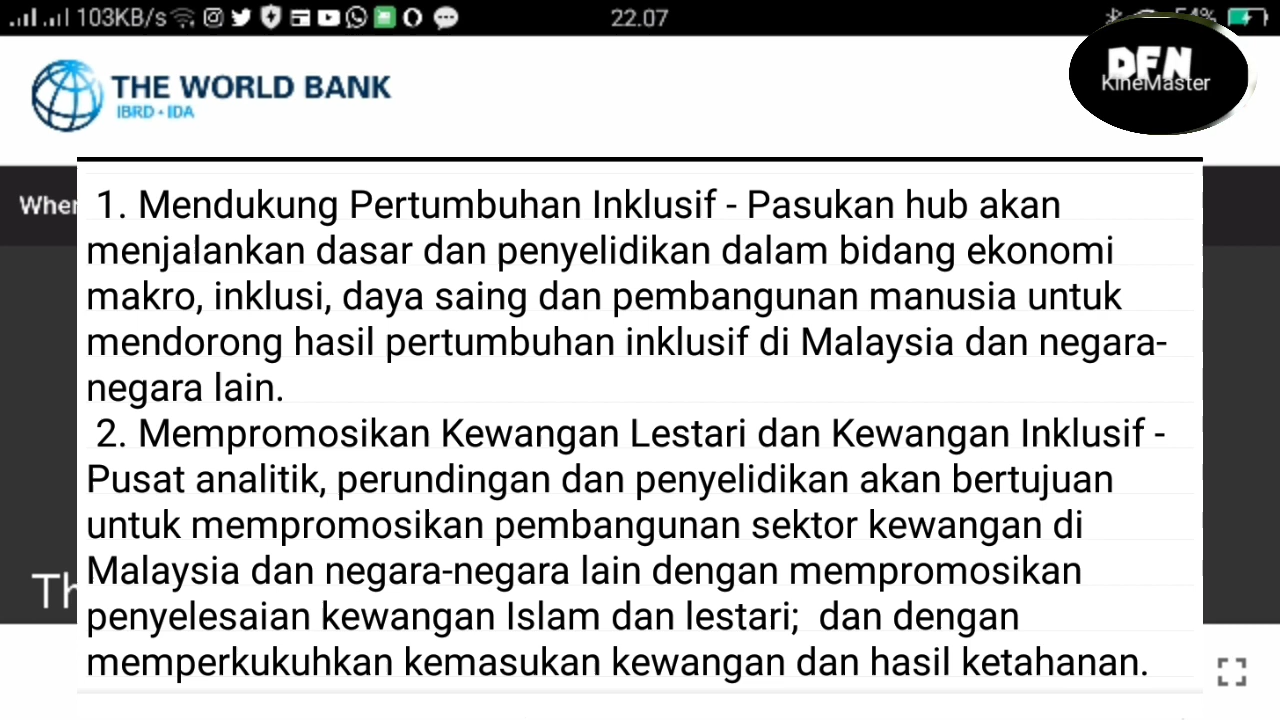 103KB/s 22.07 54%
DFN
KineMaster
THE WORLD BANK
IBRD • IDA
1. Mendukung Pertumbuhan Inklusif - Pasukan hub akan
menjalankan dasar dan penyelidikan dalam bidang ekonomi
makro, inklusi, daya saing dan pembangunan manusia untuk
mendorong hasil pertumbuhan inklusif di Malaysia dan negara-
negara lain.
2. Mempromosikan Kewangan Lestari dan Kewangan Inklusif -
Pusat analitik, perundingan dan penyelidikan akan bertujuan
untuk mempromosikan pembangunan sektor kewangan di
Malaysia dan negara-negara lain dengan mempromosikan
penyelesaian kewangan Islam dan lestari;  dan dengan
memperkukuhkan kemasukan kewangan dan hasil ketahanan.